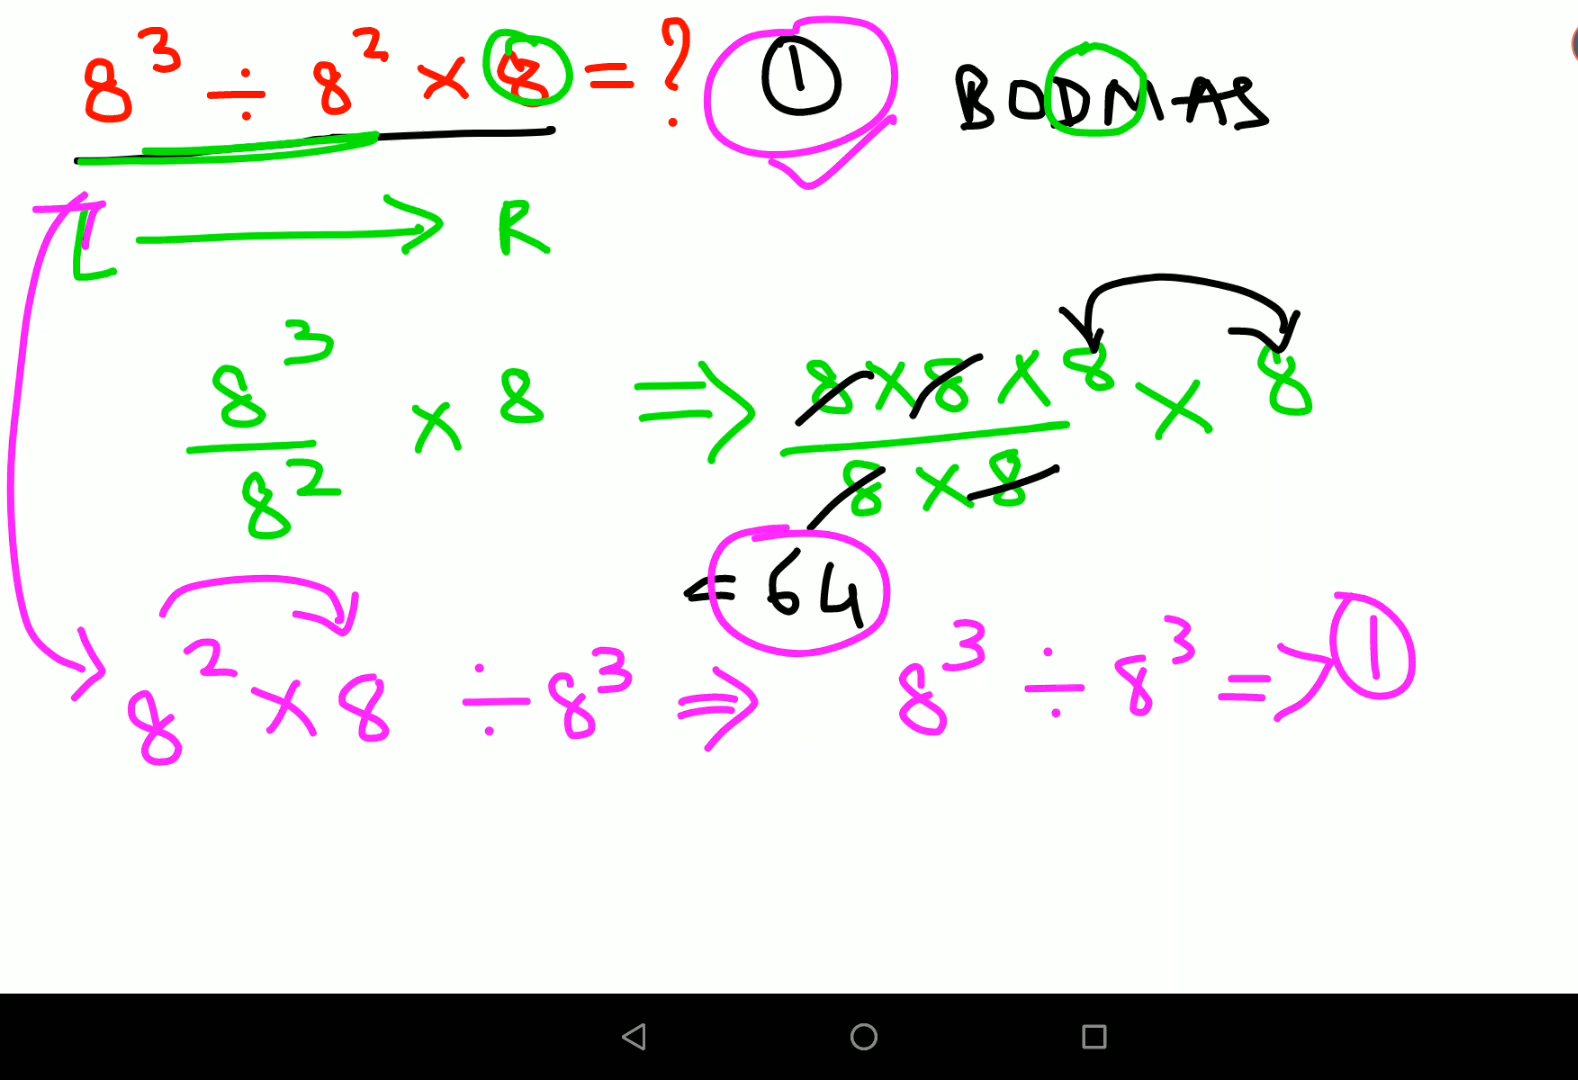 8³ ÷ 8² × 8 = ? 1 BODMAS
L → R
8³/8² × 8 ⇒ 8×8×8/8×8 × 8
= 64
8² × 8 ÷ 8³ ⇒ 8³ ÷ 8³ ⇒ 1